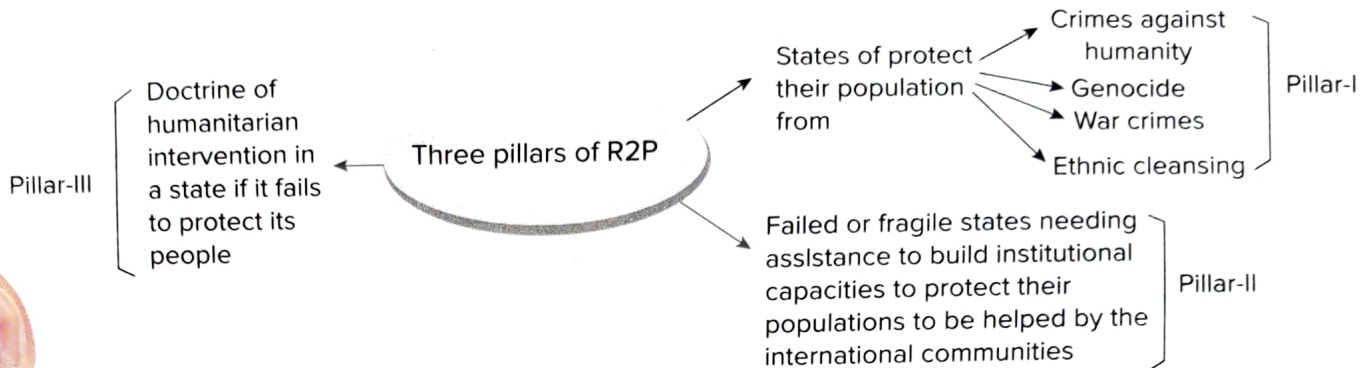 Three pillars of R2P
States of protect
their population
from
Crimes against
humanity
Genocide
War crimes
Ethnic cleansing
Pillar-I
Failed or fragile states needing
assIstance to build institutional
capacities to protect their
populations to be helped by the
international communities
Pillar-II
Doctrine of
humanitarian
intervention in
a state if it fails
to protect its
people
Pillar-III